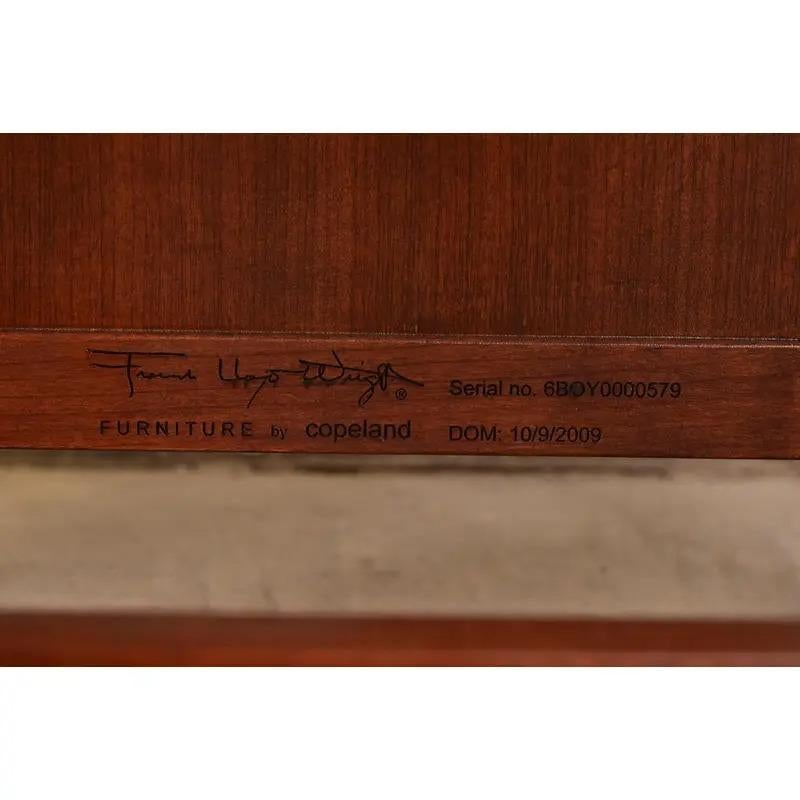 Frank Lloyd Wright®
FURNITURE by copeland
Serial no. 6BOY0000579
DOM: 10/9/2009